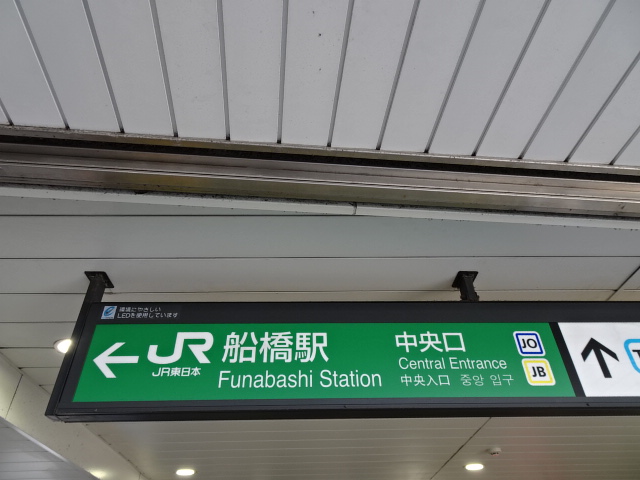 環境にやさしい
LEDを使用しています
JR
JR東日本
船橋駅
Funabashi Station
中央口
Central Entrance
中央入口 중앙 입구
JO
JB